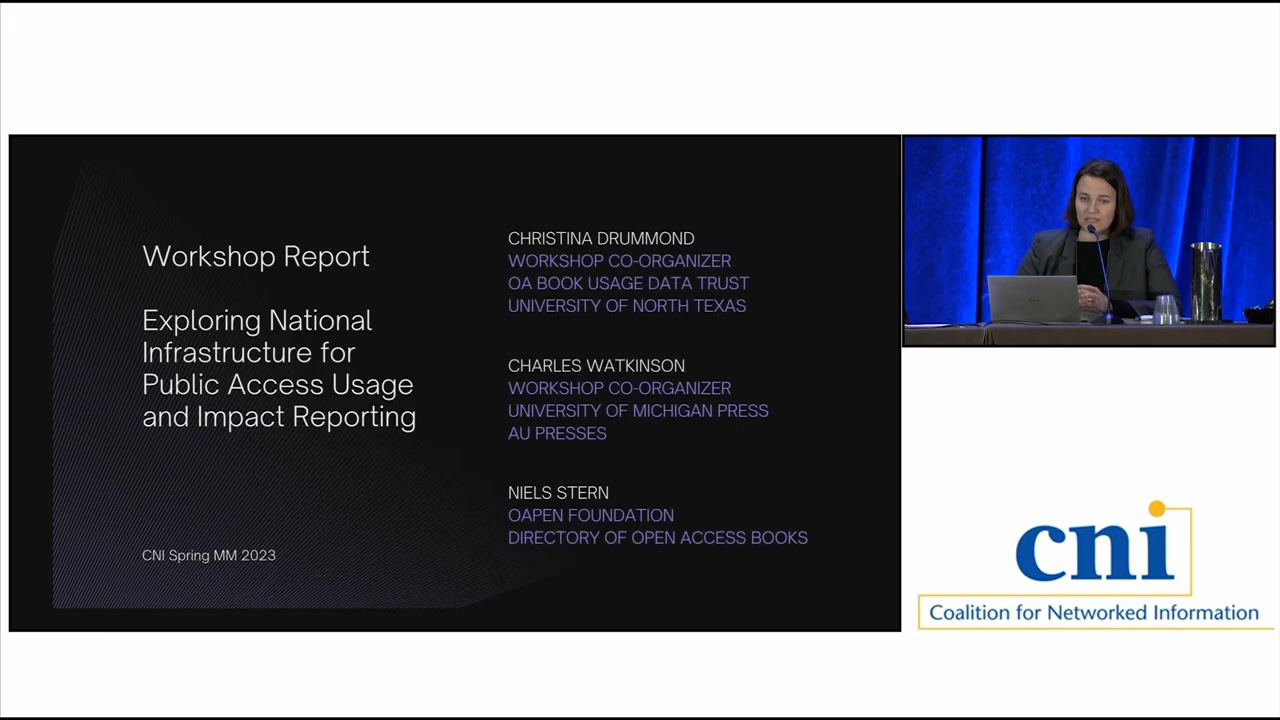 Workshop Report
Exploring National
Infrastructure for
Public Access Usage
and Impact Reporting
CNI Spring MM 2023
CHRISTINA DRUMMOND
WORKSHOP CO-ORGANIZER
OA BOOK USAGE DATA TRUST
UNIVERSITY OF NORTH TEXAS
CHARLES WATKINSON
WORKSHOP CO-ORGANIZER
UNIVERSITY OF MICHIGAN PRESS
AU PRESSES
NIELS STERN
OAPEN FOUNDATION
DIRECTORY OF OPEN ACCESS BOOKS
cni
Coalition for Networked Information